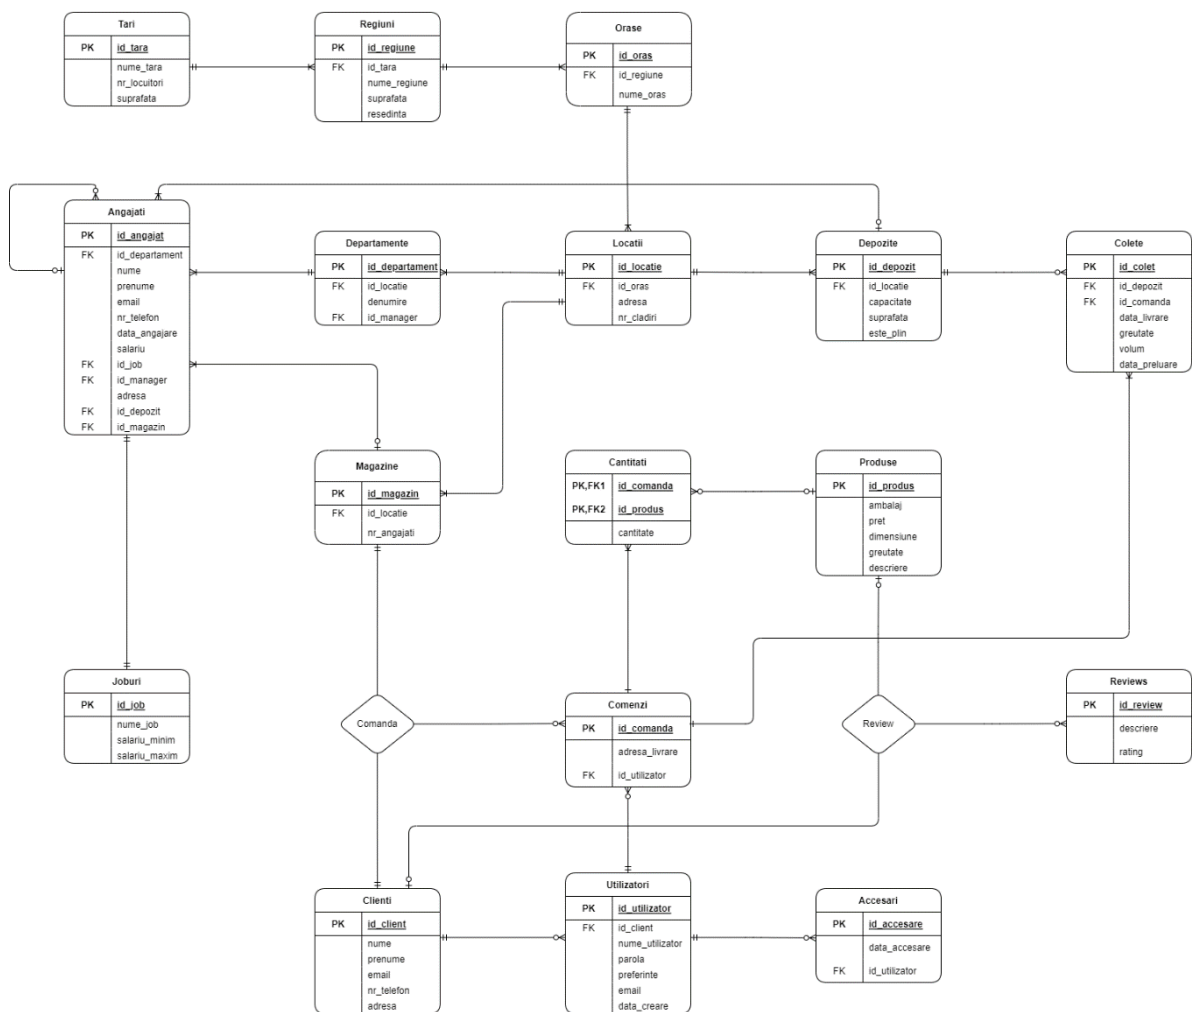 Tari
PK id_tara
nume_tara
nr_locuitori
suprafata
Regiuni
PK id_regiune
FK id_tara
nume_regiune
suprafata
resedinta
Orase
PK id_oras
FK id_regiune
nume_oras
Angajati
PK id_angajat
FK id_departament
nume
prenume
email
nr_telefon
data_angajare
salariu
FK id_job
FK id_manager
adresa
FK id_depozit
FK id_magazin
Departamente
PK id_departament
FK id_locatie
denumire
FK id_manager
Locatii
PK id_locatie
FK id_oras
adresa
nr_cladiri
Depozite
PK id_depozit
FK id_locatie
capacitate
suprafata
este_plin
Colete
PK id_colet
FK id_depozit
FK id_comanda
data_livrare
greutate
volum
data_preluare
Magazine
PK id_magazin
FK id_locatie
nr_angajati
Cantitati
PK,FK1 id_comanda
PK,FK2 id_produs
cantitate
Produse
PK id_produs
ambalaj
pret
dimensiune
greutate
descriere
Joburi
PK id_job
nume_job
salariu_minim
salariu_maxim
Comanda
Comenzi
PK id_comanda
adresa_livrare
FK id_utilizator
Review
Reviews
PK id_review
descriere
rating
Clienti
PK id_client
nume
prenume
email
nr_telefon
adresa
Utilizatori
PK id_utilizator
FK id_client
nume_utilizator
parola
preferinte
email
data_creare
Accesari
PK id_accesare
data_accesare
FK id_utilizator